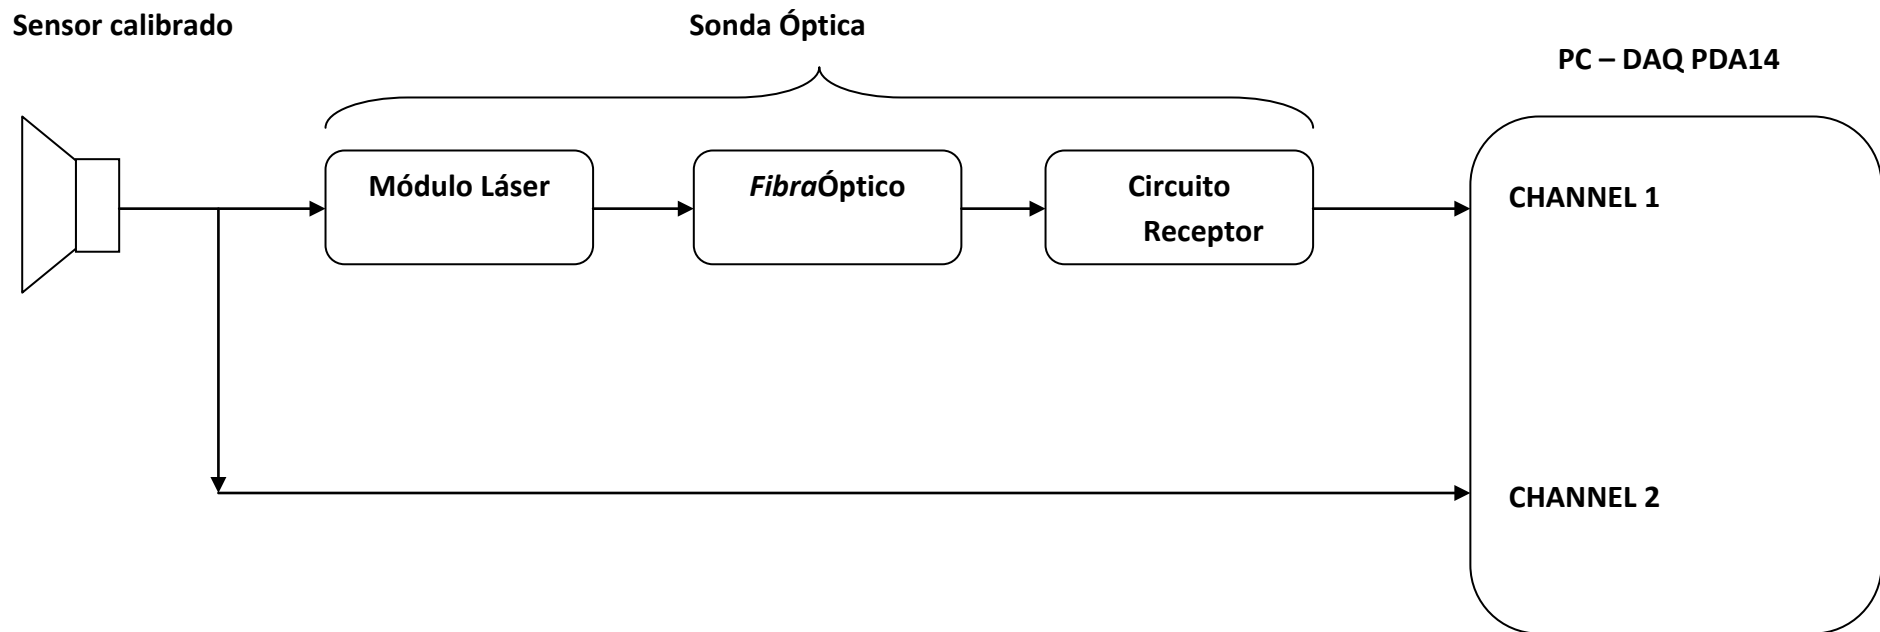 Sensor calibrado
Sonda Óptica
PC – DAQ PDA14
Módulo Láser
FibraÓptico
Circuito
Receptor
CHANNEL 1
CHANNEL 2